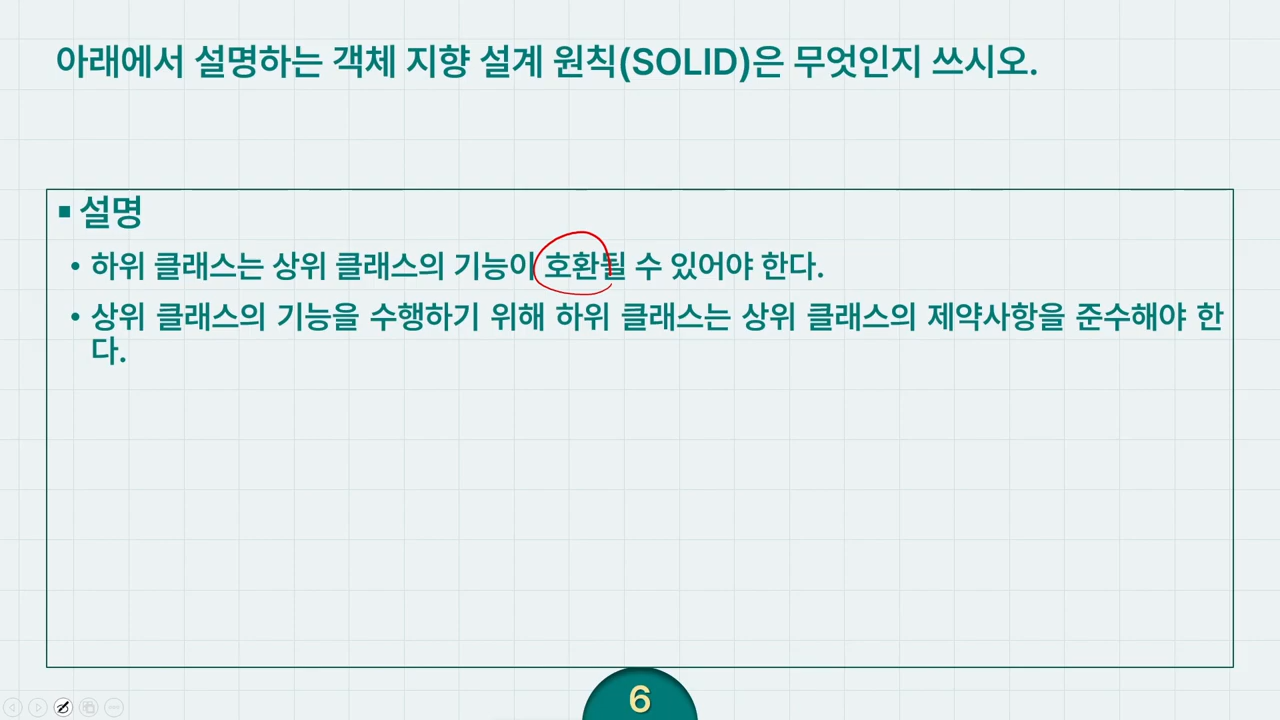 아래에서 설명하는 객체 지향 설계 원칙(SOLID)은 무엇인지 쓰시오.
▪ 설명
• 하위 클래스는 상위 클래스의 기능이 호환될 수 있어야 한다.
• 상위 클래스의 기능을 수행하기 위해 하위 클래스는 상위 클래스의 제약사항을 준수해야 한
다.
6